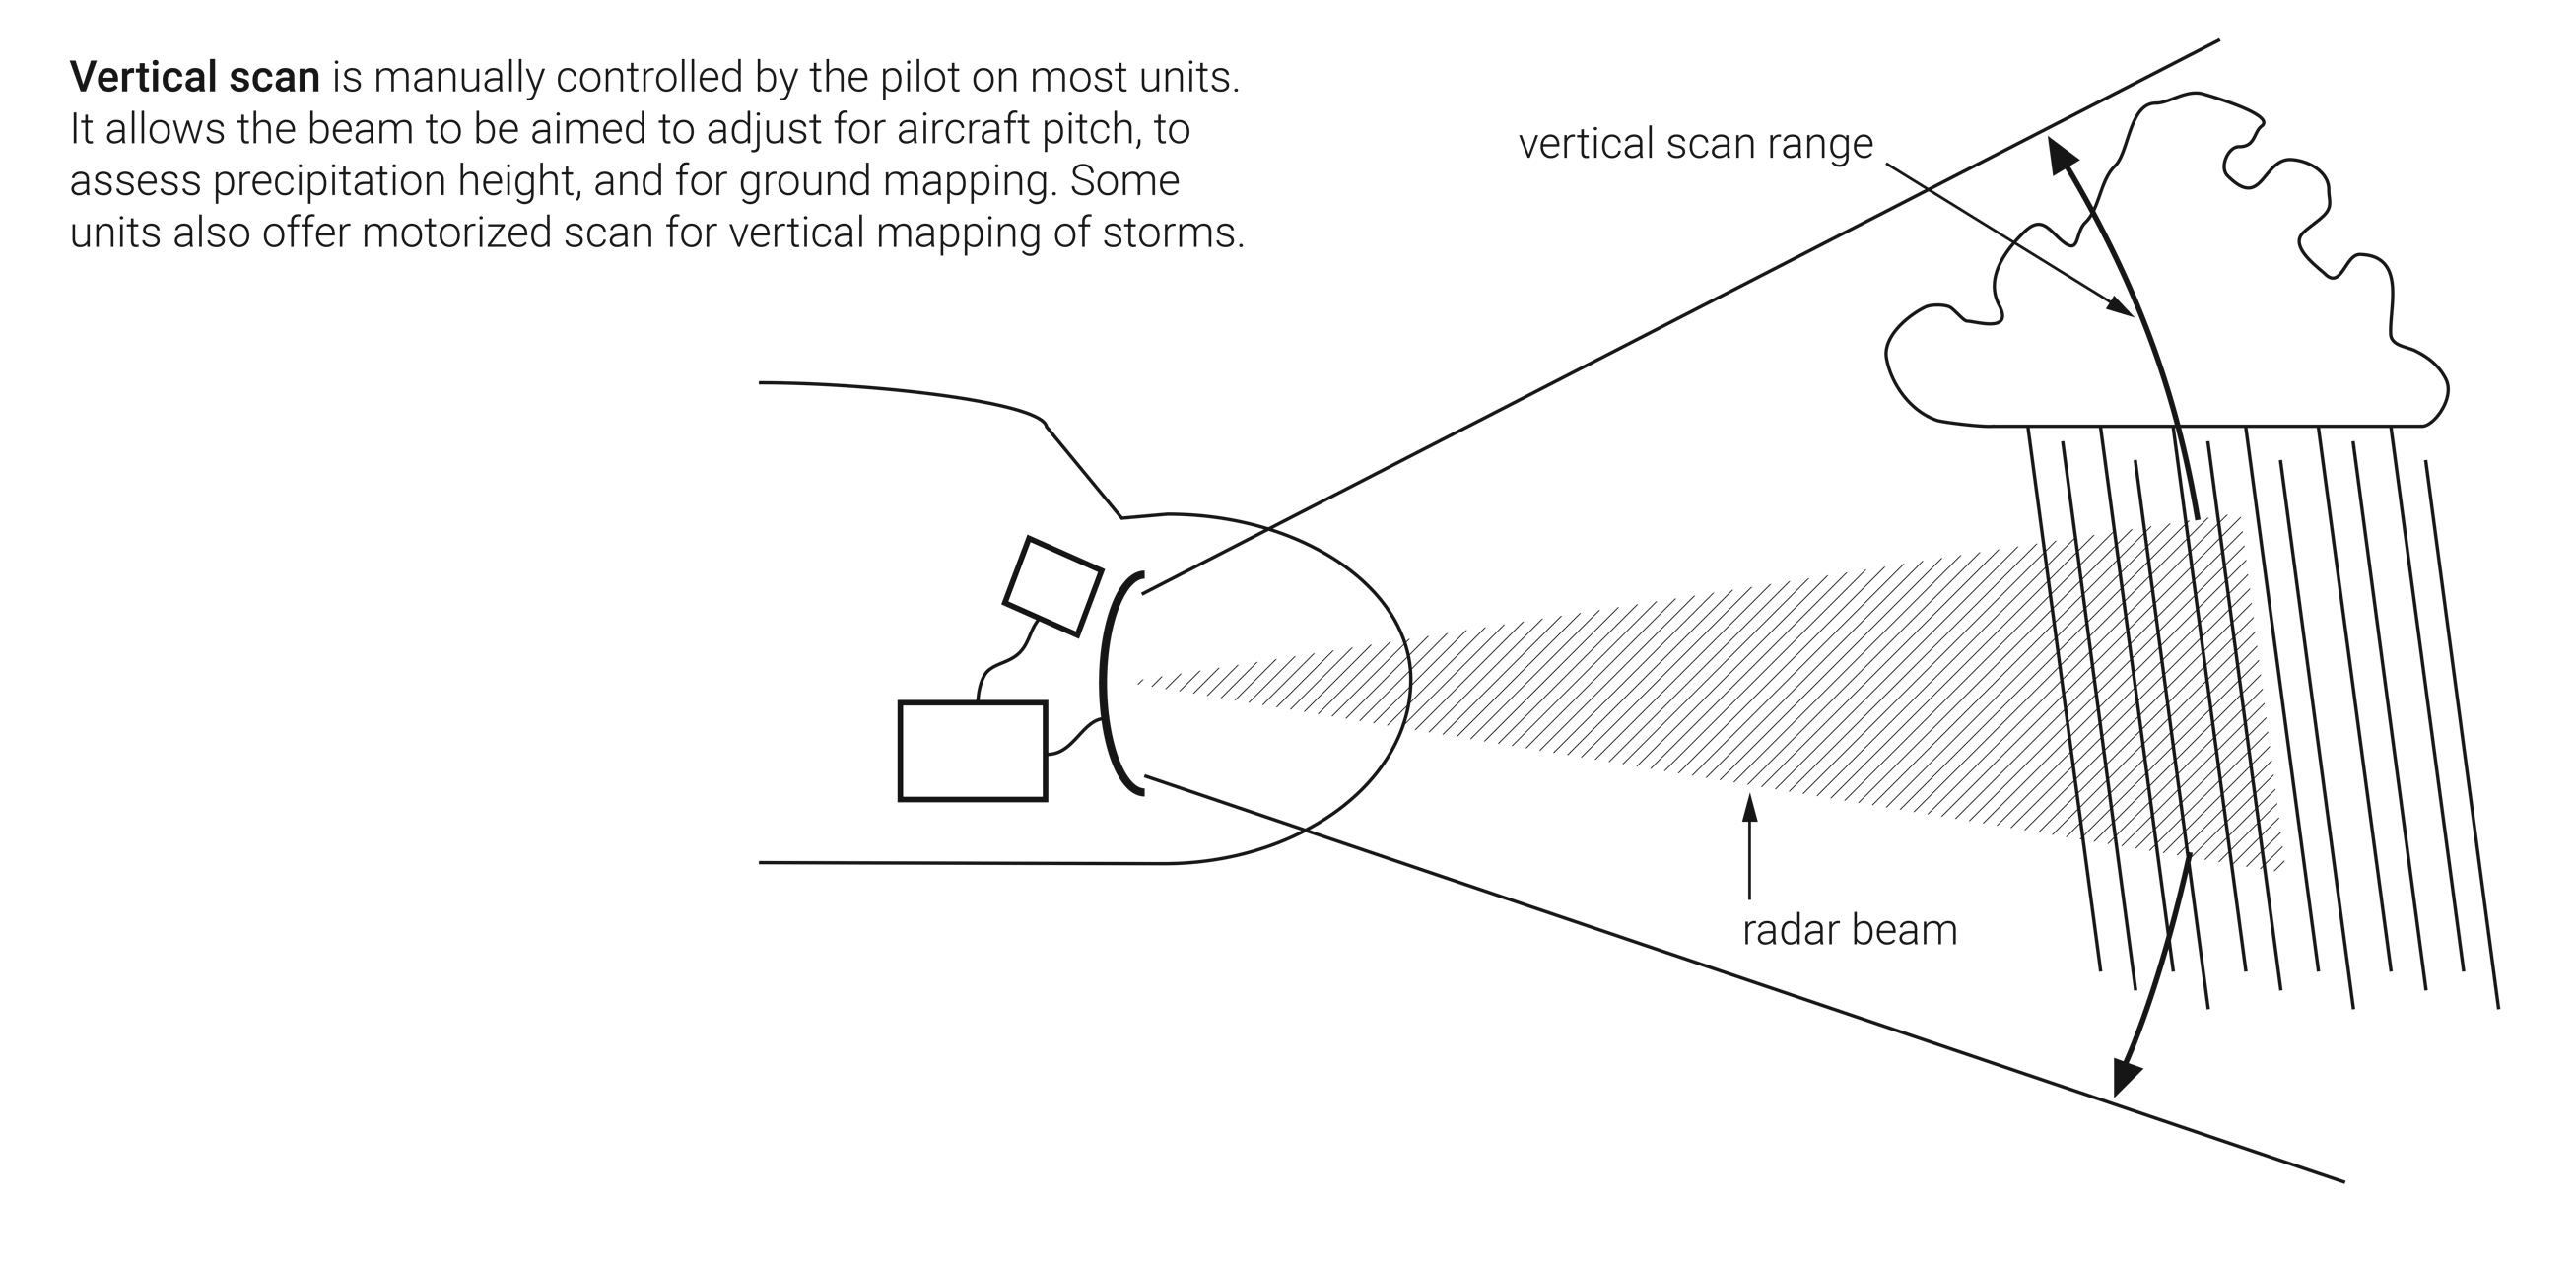 Vertical scan is manually controlled by the pilot on most units.
It allows the beam to be aimed to adjust for aircraft pitch, to
assess precipitation height, and for ground mapping. Some
units also offer motorized scan for vertical mapping of storms.
vertical scan range
radar beam